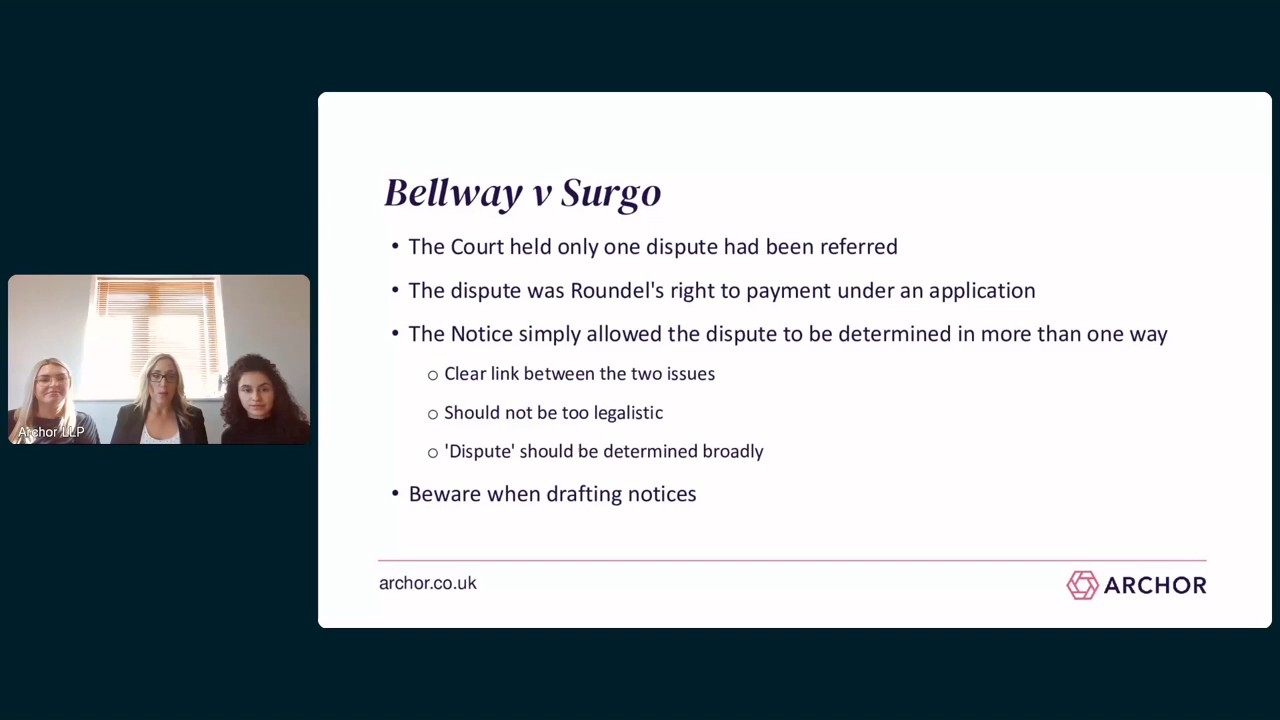 Bellway v Surgo
• The Court held only one dispute had been referred
• The dispute was Roundel's right to payment under an application
• The Notice simply allowed the dispute to be determined in more than one way
o Clear link between the two issues
o Should not be too legalistic
o 'Dispute' should be determined broadly
• Beware when drafting notices
archor.co.uk
ARCHOR
Archor LLP